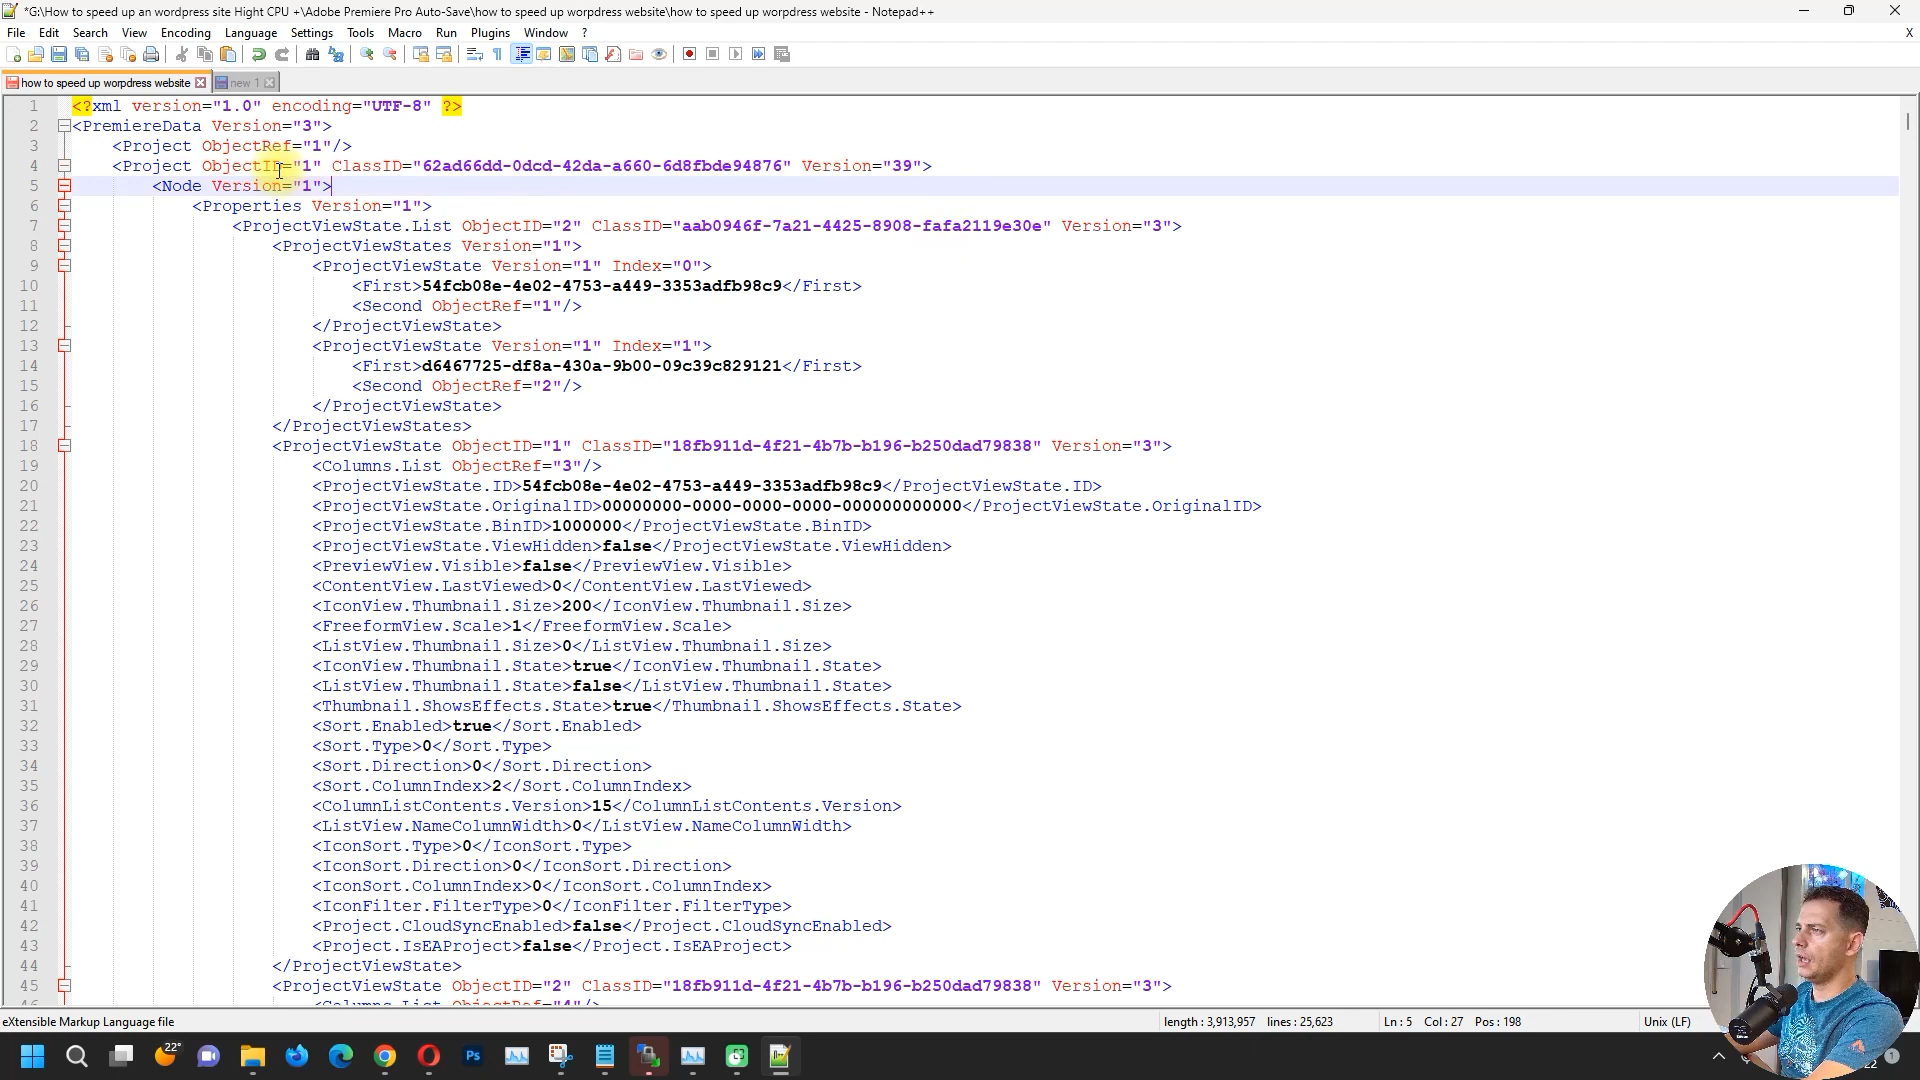 *G:\How to speed up an wordpress site Hight CPU +\Adobe Premiere Pro Auto-Save\how to speed up worpdress website\how to speed up worpdress website - Notepad++
File Edit Search View Encoding Language Settings Tools Macro Run Plugins Window ? X
how to speed up worpdress website new 1
1 <?xml version="1.0" encoding="UTF-8" ?>
2 <PremiereData Version="3">
3 <Project ObjectRef="1"/>
4 <Project ObjectID="1" ClassID="62ad66dd-0dcd-42da-a660-6d8fbde94876" Version="39">
5 <Node Version="1">
6 <Properties Version="1">
7 <ProjectViewState.List ObjectID="2" ClassID="aab0946f-7a21-4425-8908-fafa2119e30e" Version="3">
8 <ProjectViewStates Version="1">
9 <ProjectViewState Version="1" Index="0">
10 <First>54fcb08e-4e02-4753-a449-3353adfb98c9</First>
11 <Second ObjectRef="1"/>
12 </ProjectViewState>
13 <ProjectViewState Version="1" Index="1">
14 <First>d6467725-df8a-430a-9b00-09c39c829121</First>
15 <Second ObjectRef="2"/>
16 </ProjectViewState>
17 </ProjectViewStates>
18 <ProjectViewState ObjectID="1" ClassID="18fb911d-4f21-4b7b-b196-b250dad79838" Version="3">
19 <Columns.List ObjectRef="3"/>
20 <ProjectViewState.ID>54fcb08e-4e02-4753-a449-3353adfb98c9</ProjectViewState.ID>
21 <ProjectViewState.OriginalID>00000000-0000-0000-0000-000000000000</ProjectViewState.OriginalID>
22 <ProjectViewState.BinID>1000000</ProjectViewState.BinID>
23 <ProjectViewState.ViewHidden>false</ProjectViewState.ViewHidden>
24 <PreviewView.Visible>false</PreviewView.Visible>
25 <ContentView.LastViewed>0</ContentView.LastViewed>
26 <IconView.Thumbnail.Size>200</IconView.Thumbnail.Size>
27 <FreeformView.Scale>1</FreeformView.Scale>
28 <ListView.Thumbnail.Size>0</ListView.Thumbnail.Size>
29 <IconView.Thumbnail.State>true</IconView.Thumbnail.State>
30 <ListView.Thumbnail.State>false</ListView.Thumbnail.State>
31 <Thumbnail.ShowsEffects.State>true</Thumbnail.ShowsEffects.State>
32 <Sort.Enabled>true</Sort.Enabled>
33 <Sort.Type>0</Sort.Type>
34 <Sort.Direction>0</Sort.Direction>
35 <Sort.ColumnIndex>2</Sort.ColumnIndex>
36 <ColumnListContents.Version>15</ColumnListContents.Version>
37 <ListView.NameColumnWidth>0</ListView.NameColumnWidth>
38 <IconSort.Type>0</IconSort.Type>
39 <IconSort.Direction>0</IconSort.Direction>
40 <IconSort.ColumnIndex>0</IconSort.ColumnIndex>
41 <IconFilter.FilterType>0</IconFilter.FilterType>
42 <Project.CloudSyncEnabled>false</Project.CloudSyncEnabled>
43 <Project.IsEAProject>false</Project.IsEAProject>
44 </ProjectViewState>
45 <ProjectViewState ObjectID="2" ClassID="18fb911d-4f21-4b7b-b196-b250dad79838" Version="3">
eXtensible Markup Language file length : 3,913,957 lines : 25,623 Ln : 5 Col : 27 Pos : 198 Unix (LF)
22° Ps